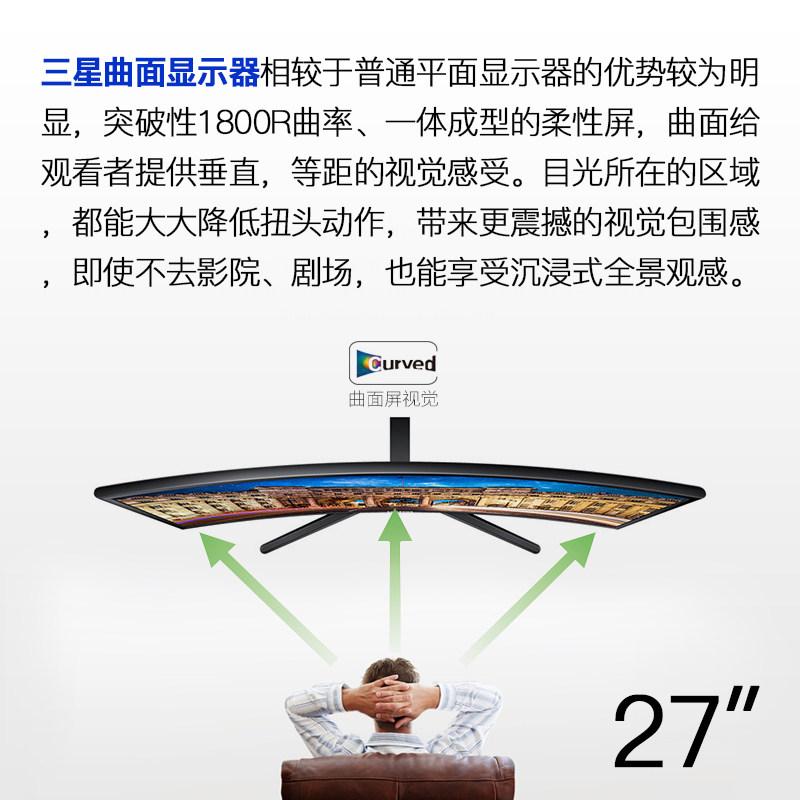 三星曲面显示器相较于普通平面显示器的优势较为明
显，突破性1800R曲率、一体成型的柔性屏，曲面给
观看者提供垂直，等距的视觉感受。目光所在的区域
，都能大大降低扭头动作，带来更震撼的视觉包围感
，即使不去影院、剧场，也能享受沉浸式全景观感。
Curved
曲面屏视觉
27″